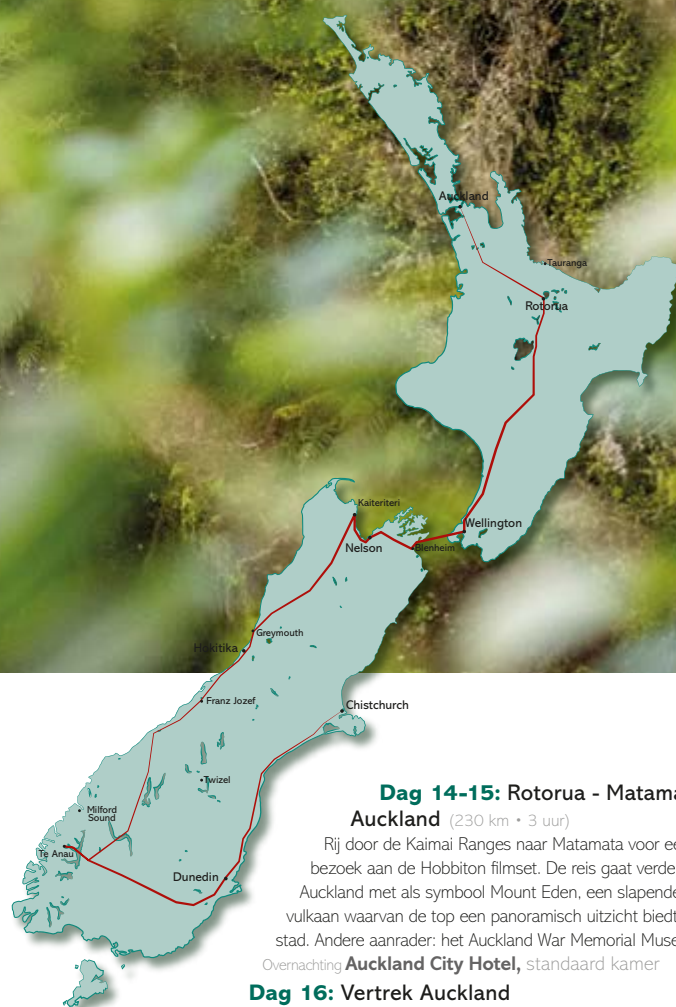 Auckland
Tauranga
Rotorua
Kaiteriteri
Wellington
Nelson
Blenheim
Greymouth
Hokitika
Franz Jozef
Chistchurch
Twizel
Milford
Sound
Te Anau
Dunedin
Dag 14-15: Rotorua - Matama
Auckland (230 km • 3 uur)
Rij door de Kaimai Ranges naar Matamata voor ee
bezoek aan de Hobbiton filmset. De reis gaat verde
Auckland met als symbool Mount Eden, een slapende
vulkaan waarvan de top een panoramisch uitzicht biedt
stad. Andere aanrader: het Auckland War Memorial Muse
Overnachting Auckland City Hotel, standaard kamer
Dag 16: Vertrek Auckland